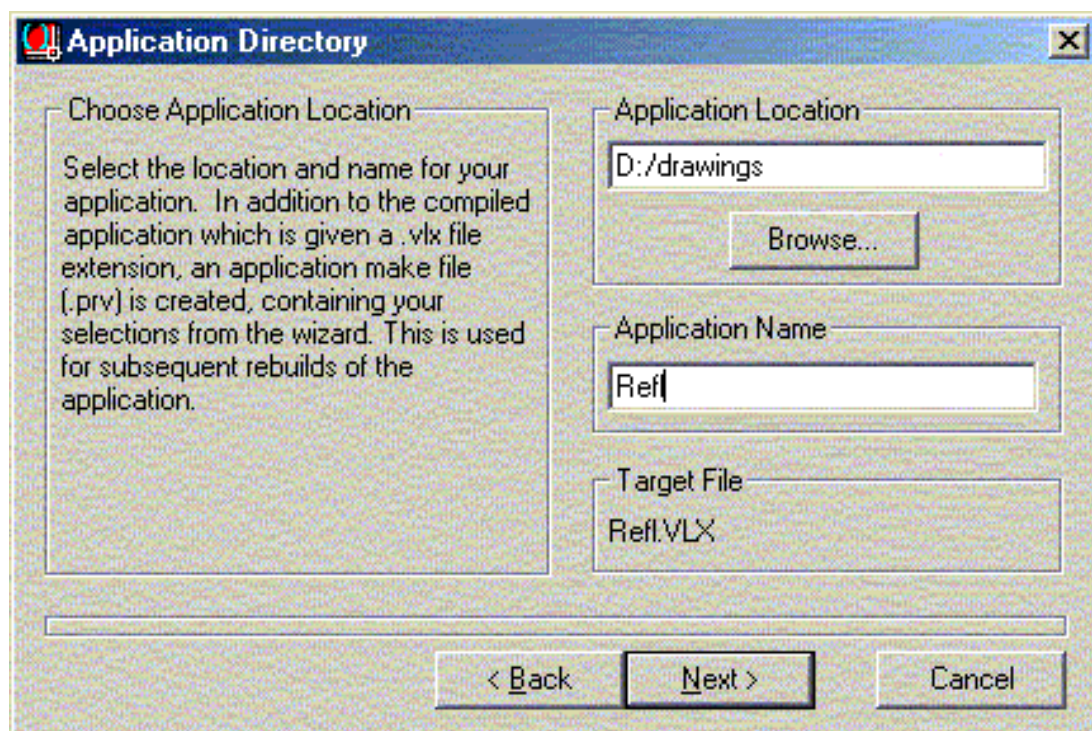 Application Directory
Choose Application Location
Select the location and name for your
application. In addition to the compiled
application which is given a .vlx file
extension, an application make file
(.prv) is created, containing your
selections from the wizard. This is used
for subsequent rebuilds of the
application.
Application Location
D:/drawings
Browse...
Application Name
Refl
Target File
Refl.VLX
< Back
Next >
Cancel